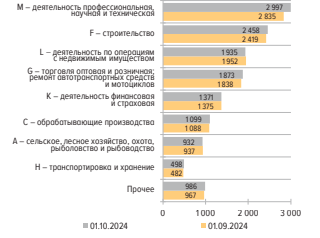 М – деятельность профессиональная,
научной и техническая
2 997
2 835
F – строительство
2 458
2 419
L – деятельность по операциям
с недвижимым имуществом
1 935
1 952
G – торговля оптовая и розничная;
ремонт автотранспортных средств
и мотоциклов
1 873
1 838
К – деятельность финансовая
и страховая
1 371
1 375
С – обрабатывающие производства
1 099
1 088
А – сельское, лесное хозяйство, охота,
рыболовство и рыбоводство
932
937
Н – транспортировка и хранение
498
482
Прочее
986
967
0 1 000 2 000 3 000
01.10.2024 01.09.2024